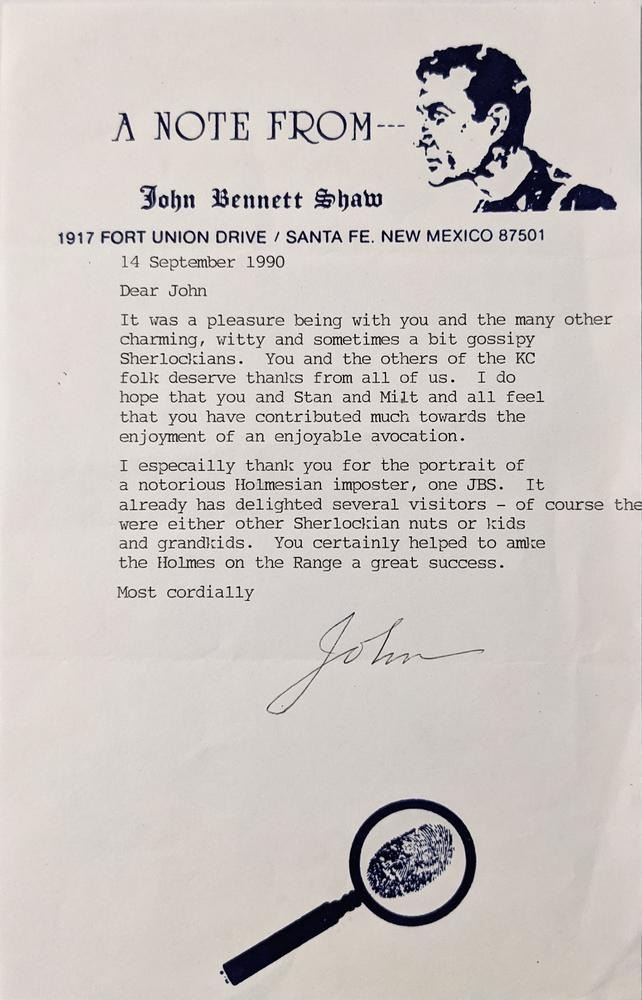 A NOTE FROM---
John Bennett Shaw
1917 FORT UNION DRIVE / SANTA FE. NEW MEXICO 87501
14 September 1990
Dear John
It was a pleasure being with you and the many other
charming, witty and sometimes a bit gossipy
Sherlockians.  You and the others of the KC
folk deserve thanks from all of us.  I do
hope that you and Stan and Milt and all feel
that you have contributed much towards the
enjoyment of an enjoyable avocation.
I especailly thank you for the portrait of
a notorious Holmesian imposter, one JBS.  It
already has delighted several visitors - of course the
were either other Sherlockian nuts or kids
and grandkids.  You certainly helped to amke
the Holmes on the Range a great success.
Most cordially
John